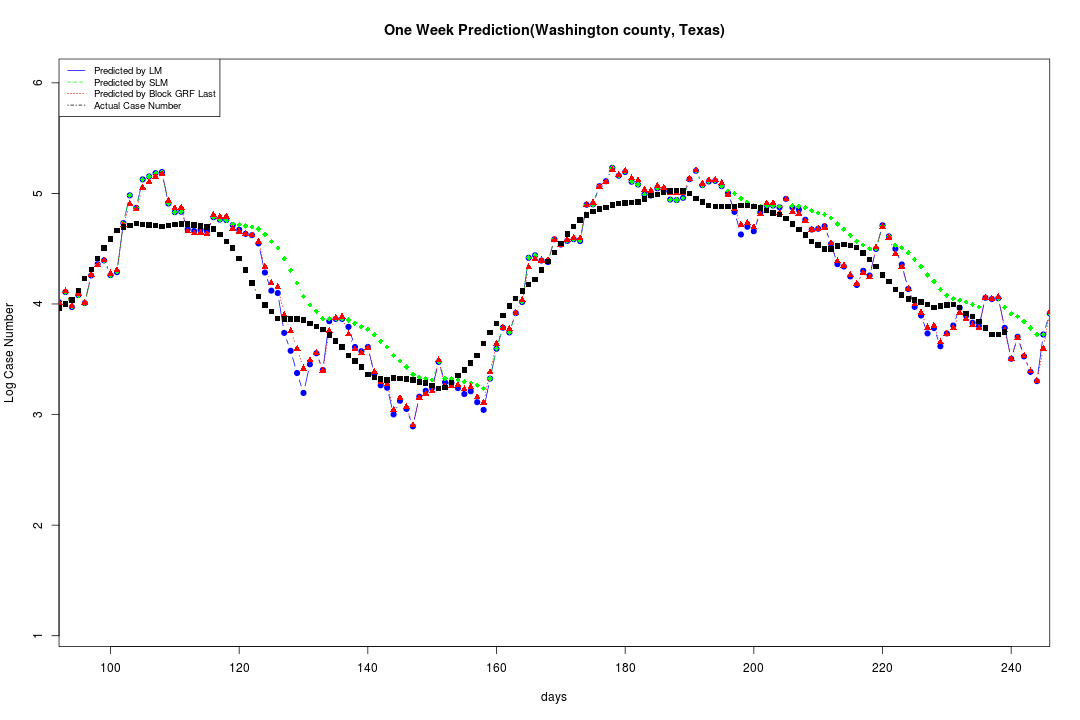 One Week Prediction(Washington county, Texas)
Predicted by LM
Predicted by SLM
Predicted by Block GRF Last
Actual Case Number
6
5
4
3
2
1
Log Case Number
100 120 140 160 180 200 220 240
days